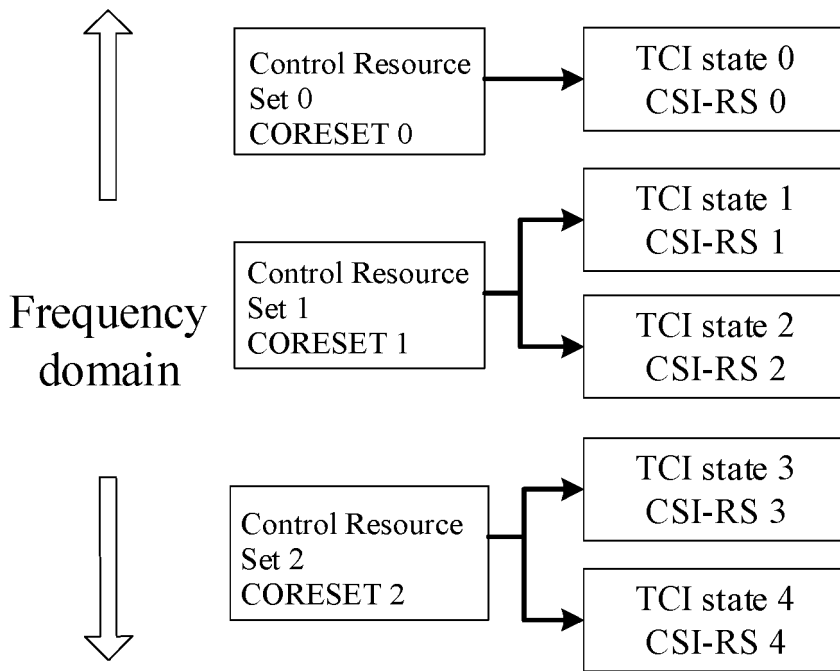 Control Resource
Set 0
CORESET 0
TCI state 0
CSI-RS 0
Frequency
domain
Control Resource
Set 1
CORESET 1
TCI state 1
CSI-RS 1
TCI state 2
CSI-RS 2
Control Resource
Set 2
CORESET 2
TCI state 3
CSI-RS 3
TCI state 4
CSI-RS 4